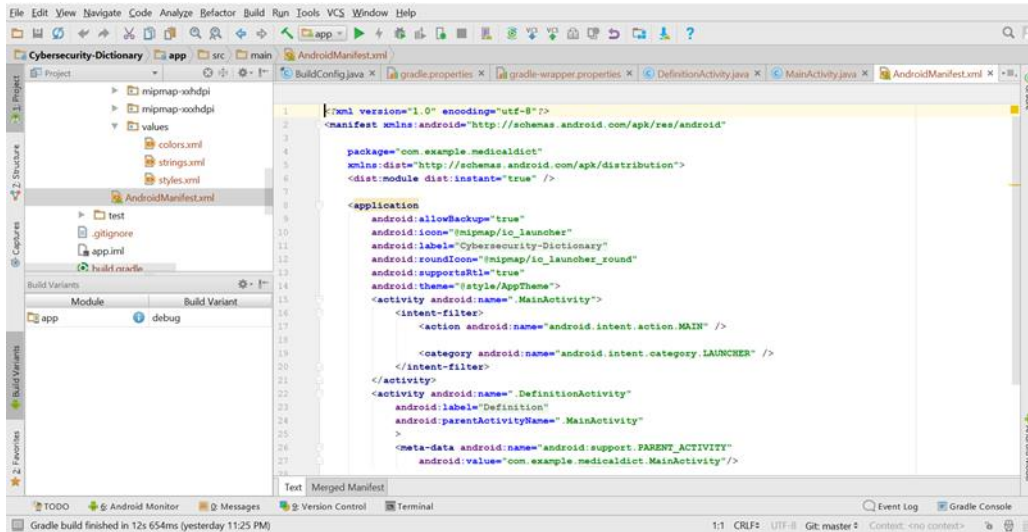 File Edit View Navigate Code Analyze Refactor Build Run Tools VCS Window Help
app
Cybersecurity-Dictionary app src main AndroidManifest.xml
Project
BuildConfig.java gradle.properties gradle-wrapper.properties DefinitionActivity.java MainActivity.java AndroidManifest.xml
1: Project
2: Structure
Captures
Build Variants
2: Favorites
mipmap-xxhdpi
values
colors.xml
strings.xml
styles.xml
AndroidManifest.xml
test
.gitignore
app.iml
build.gradle
Build Variants
Module Build Variant
app debug
1 <?xml version="1.0" encoding="utf-8"?>
2 <manifest xmlns:android="http://schemas.android.com/apk/res/android"
3
4 package="com.example.medicaldict"
5 xmlns:dist="http://schemas.android.com/apk/distribution">
6 <dist:module dist:instant="true" />
7
8 <application
9 android:allowBackup="true"
10 android:icon="@mipmap/ic_launcher"
11 android:label="Cybersecurity-Dictionary"
12 android:roundIcon="@mipmap/ic_launcher_round"
13 android:supportsRtl="true"
14 android:theme="@style/AppTheme">
15 <activity android:name=".MainActivity">
16 <intent-filter>
17 <action android:name="android.intent.action.MAIN" />
18
19 <category android:name="android.intent.category.LAUNCHER" />
20 </intent-filter>
21 </activity>
22 <activity android:name=".DefinitionActivity"
23 android:label="Definition"
24 android:parentActivityName=".MainActivity"
25 >
26 <meta-data android:name="android.support.PARENT_ACTIVITY"
27 android:value="com.example.medicaldict.MainActivity"/>
Text Merged Manifest
TODO 6: Android Monitor 0: Messages 9: Version Control Terminal Event Log Gradle Console
Gradle build finished in 12s 654ms (yesterday 11:25 PM) 1:1 CRLF UTF-8 Git: master Context: <no context>